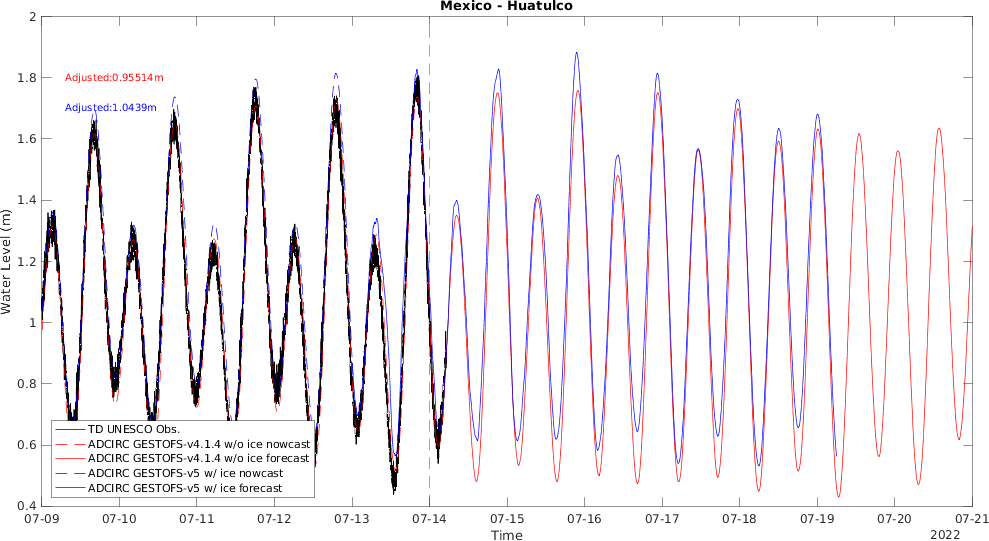 Mexico - Huatulco
Water Level (m)
2
1.8
1.6
1.4
1.2
1
0.8
0.6
0.4
Adjusted:0.95514m
Adjusted:1.0439m
TD UNESCO Obs.
ADCIRC GESTOFS-v4.1.4 w/o ice nowcast
ADCIRC GESTOFS-v4.1.4 w/o ice forecast
ADCIRC GESTOFS-v5 w/ ice nowcast
ADCIRC GESTOFS-v5 w/ ice forecast
07-09 07-10 07-11 07-12 07-13 07-14 07-15 07-16 07-17 07-18 07-19 07-20 07-21
Time
2022